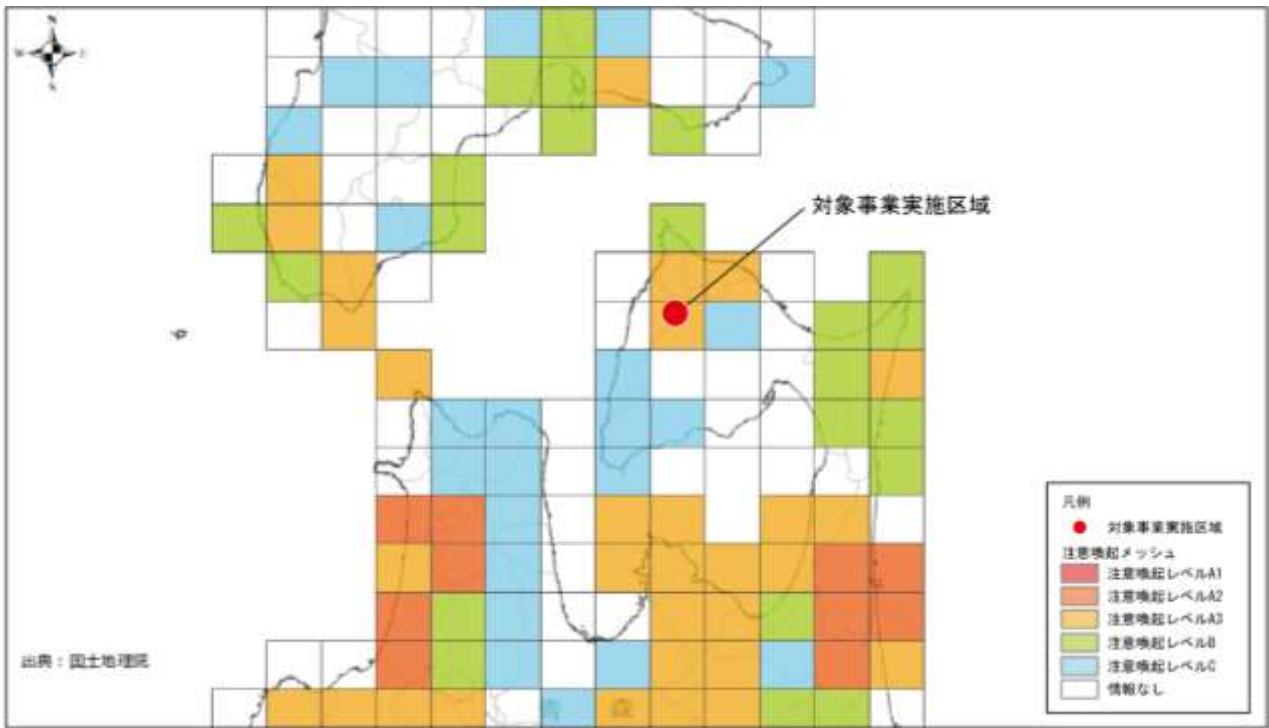 N
W E
S
対象事業実施区域
凡例
対象事業実施区域
注意喚起メッシュ
注意喚起レベルA1
注意喚起レベルA2
注意喚起レベルA3
注意喚起レベルB
注意喚起レベルC
情報なし
出典：国土地理院
青 森